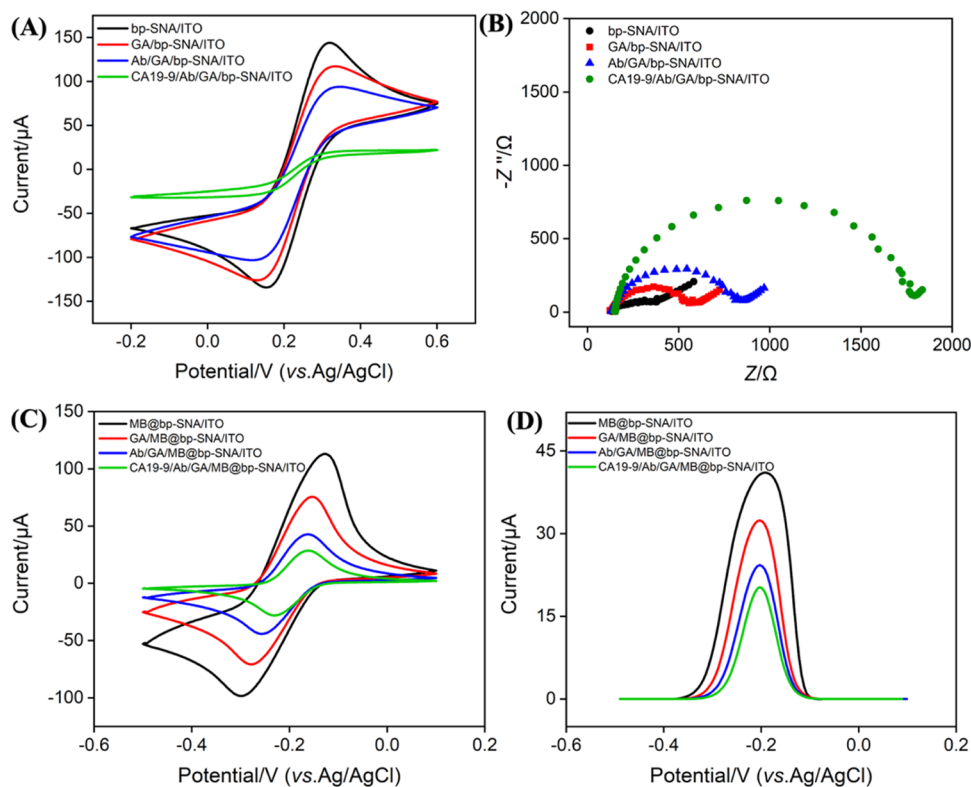 (A)
bp-SNA/ITO
GA/bp-SNA/ITO
Ab/GA/bp-SNA/ITO
CA19-9/Ab/GA/bp-SNA/ITO
150
100
50
0
-50
-100
-150
Current/μA
-0.2
0.0
0.2
0.4
0.6
Potential/V (vs.Ag/AgCl)
(B)
bp-SNA/ITO
GA/bp-SNA/ITO
Ab/GA/bp-SNA/ITO
CA19-9/Ab/GA/bp-SNA/ITO
2000
1500
1000
500
0
-Z"/Ω
0
500
1000
1500
2000
Z/Ω
(C)
MB@bp-SNA/ITO
GA/MB@bp-SNA/ITO
Ab/GA/MB@bp-SNA/ITO
CA19-9/Ab/GA/MB@bp-SNA/ITO
150
100
50
0
-50
-100
Current/μA
-0.6
-0.4
-0.2
0.0
0.2
Potential/V (vs.Ag/AgCl)
(D)
MB@bp-SNA/ITO
GA/MB@bp-SNA/ITO
Ab/GA/MB@bp-SNA/ITO
CA19-9/Ab/GA/MB@bp-SNA/ITO
45
30
15
0
Current/μA
-0.6
-0.4
-0.2
0.0
0.2
Potential/V (vs.Ag/AgCl)